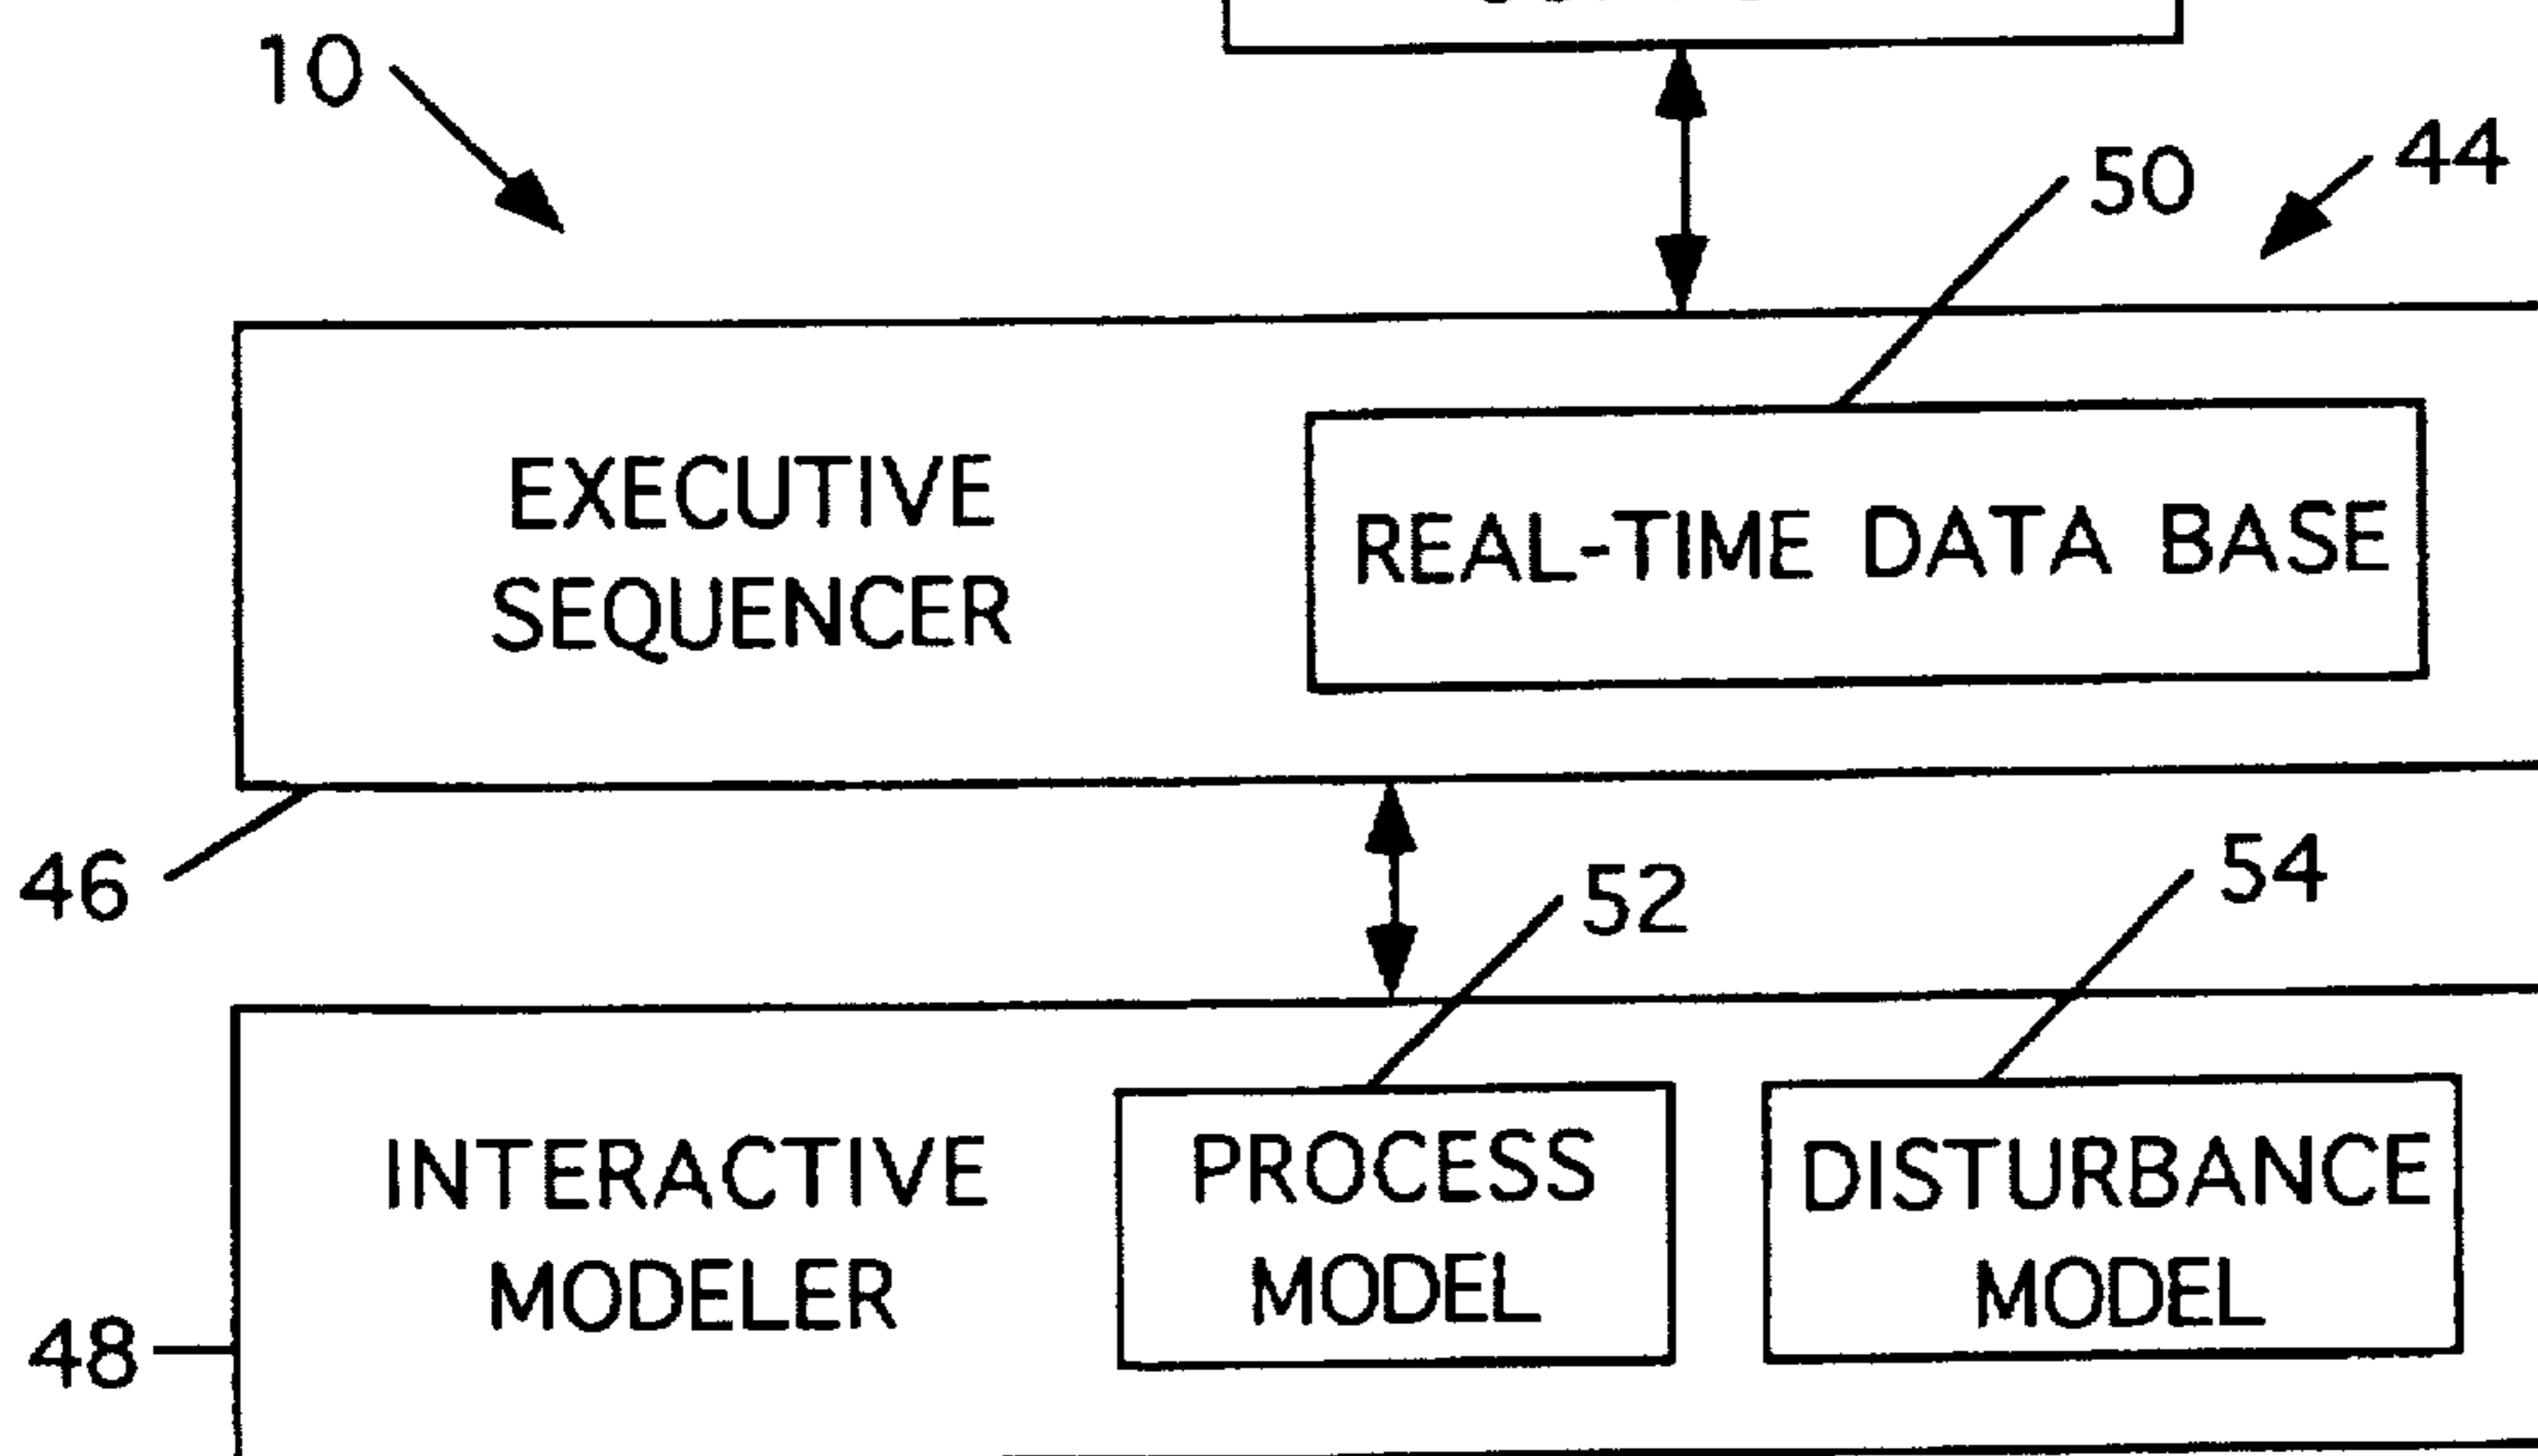 10
44
50
EXECUTIVE
SEQUENCER
REAL-TIME DATA BASE
46
52
54
INTERACTIVE
MODELER
PROCESS
MODEL
DISTURBANCE
MODEL
48